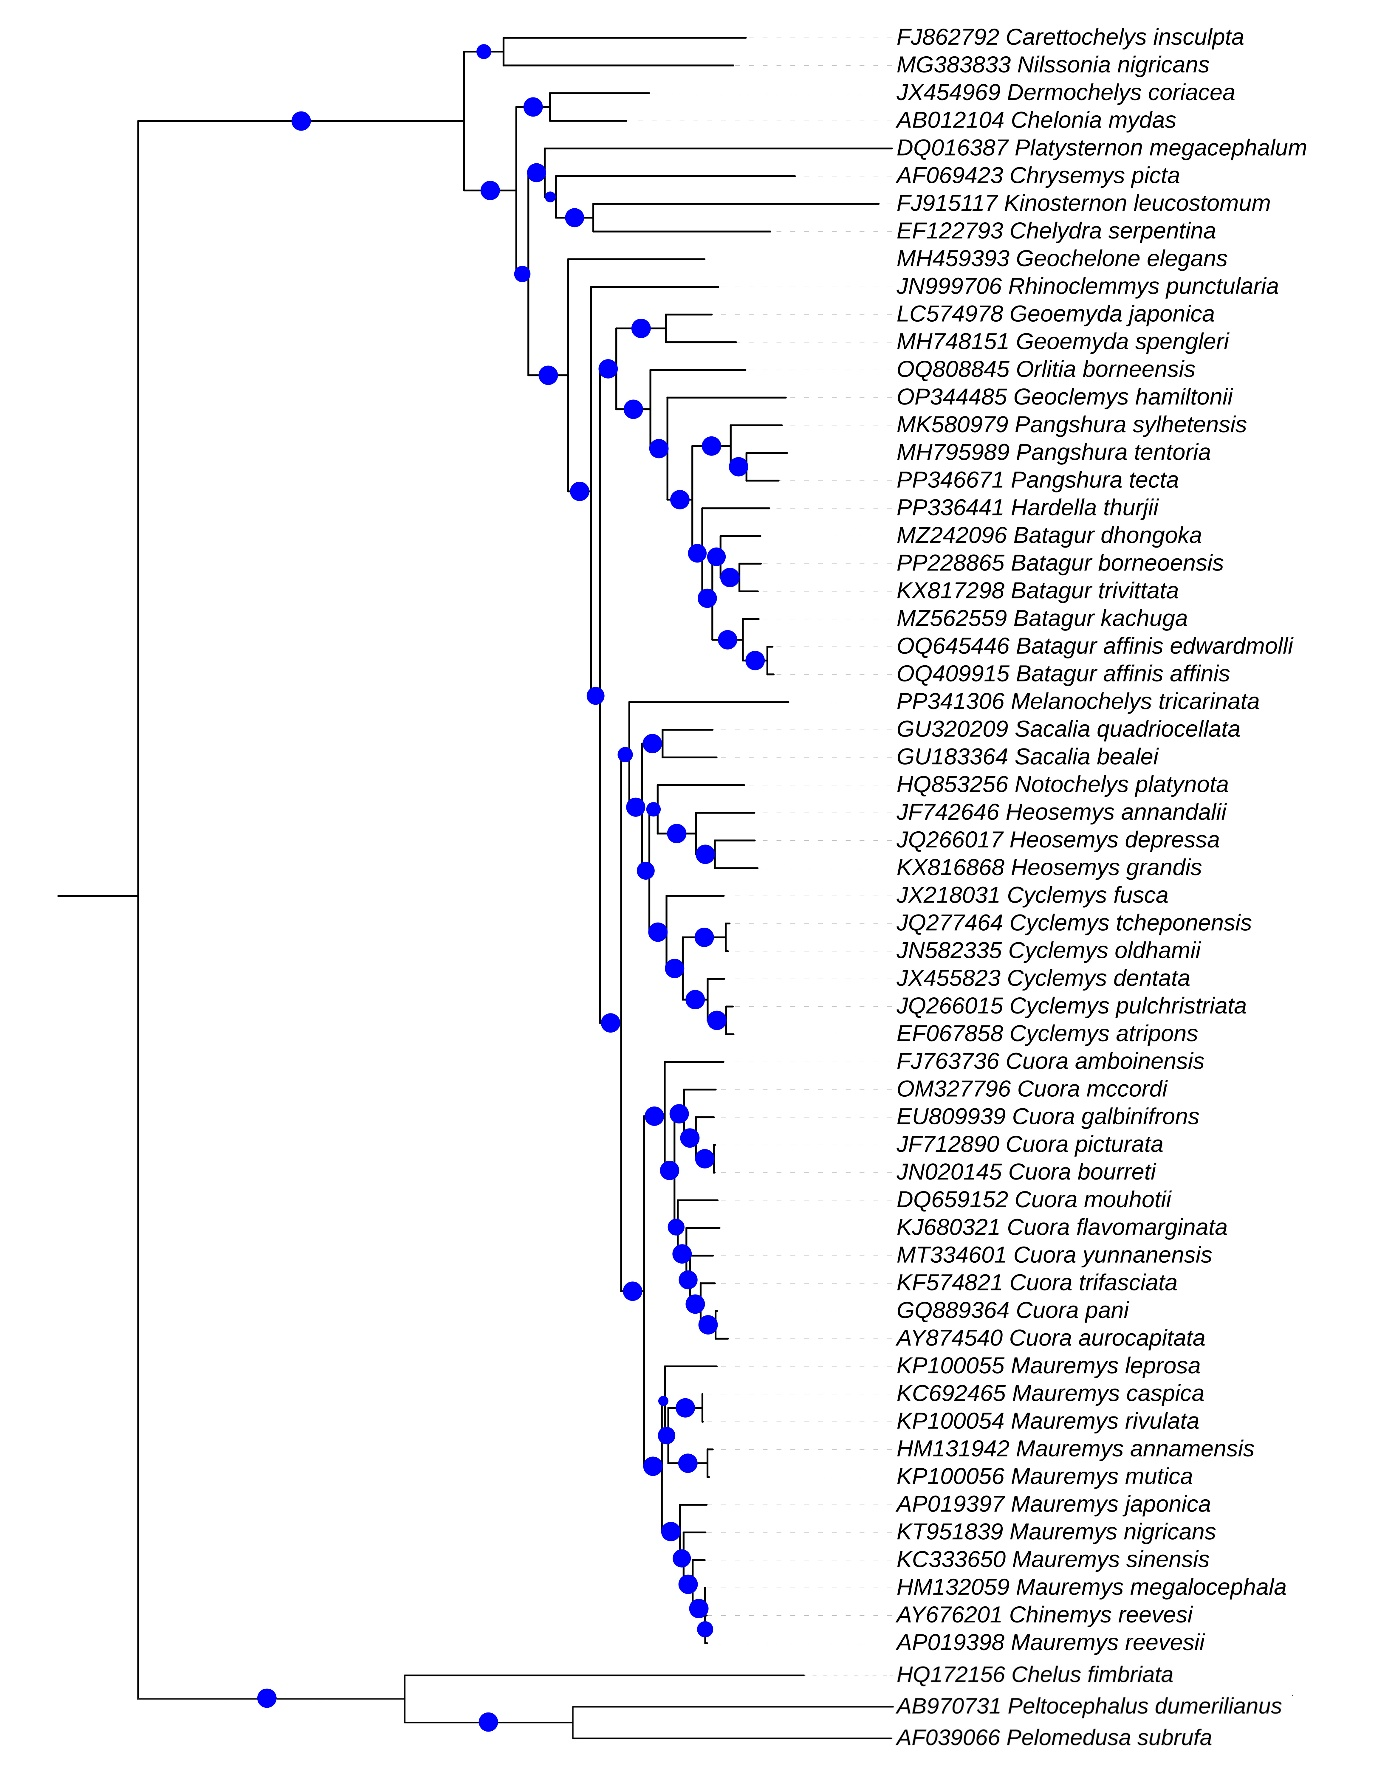 FJ862792 Carettochelys insculpta
MG383833 Nilssonia nigricans
JX454969 Dermochelys coriacea
AB012104 Chelonia mydas
DQ016387 Platysternon megacephalum
AF069423 Chrysemys picta
FJ915117 Kinosternon leucostomum
EF122793 Chelydra serpentina
MH459393 Geochelone elegans
JN999706 Rhinoclemmys punctularia
LC574978 Geoemyda japonica
MH748151 Geoemyda spengleri
OQ808845 Orlitia borneensis
OP344485 Geoclemys hamiltonii
MK580979 Pangshura sylhetensis
MH795989 Pangshura tentoria
PP346671 Pangshura tecta
PP336441 Hardella thurjii
MZ242096 Batagur dhongoka
PP228865 Batagur borneoensis
KX817298 Batagur trivittata
MZ562559 Batagur kachuga
OQ645446 Batagur affinis edwardmolli
OQ409915 Batagur affinis affinis
PP341306 Melanochelys tricarinata
GU320209 Sacalia quadriocellata
GU183364 Sacalia bealei
HQ853256 Notochelys platynota
JF742646 Heosemys annandalii
JQ266017 Heosemys depressa
KX816868 Heosemys grandis
JX218031 Cyclemys fusca
JQ277464 Cyclemys tcheponensis
JN582335 Cyclemys oldhamii
JX455823 Cyclemys dentata
JQ266015 Cyclemys pulchristriata
EF067858 Cyclemys atripons
FJ763736 Cuora amboinensis
OM327796 Cuora mccordi
EU809939 Cuora galbinifrons
JF712890 Cuora picturata
JN020145 Cuora bourreti
DQ659152 Cuora mouhotii
KJ680321 Cuora flavomarginata
MT334601 Cuora yunnanensis
KF574821 Cuora trifasciata
GQ889364 Cuora pani
AY874540 Cuora aurocapitata
KP100055 Mauremys leprosa
KC692465 Mauremys caspica
KP100054 Mauremys rivulata
HM131942 Mauremys annamensis
KP100056 Mauremys mutica
AP019397 Mauremys japonica
KT951839 Mauremys nigricans
KC333650 Mauremys sinensis
HM132059 Mauremys megalocephala
AY676201 Chinemys reevesi
AP019398 Mauremys reevesii
HQ172156 Chelus fimbriata
AB970731 Peltocephalus dumerilianus
AF039066 Pelomedusa subrufa